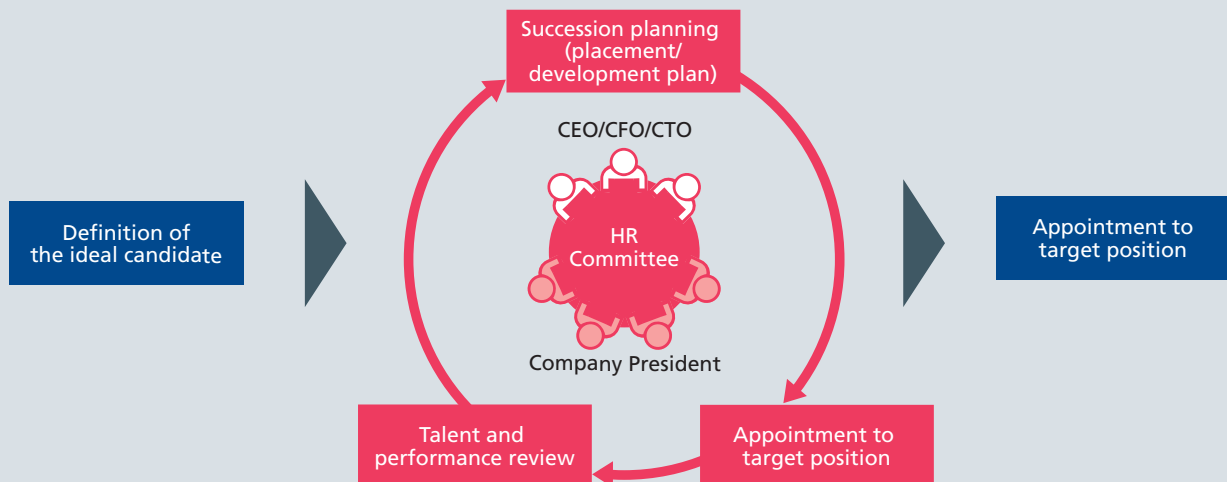 Succession planning
(placement/
development plan)
CEO/CFO/CTO
Definition of
the ideal candidate
HR
Committee
Appointment to
target position
Company President
Talent and
performance review
Appointment to
target position